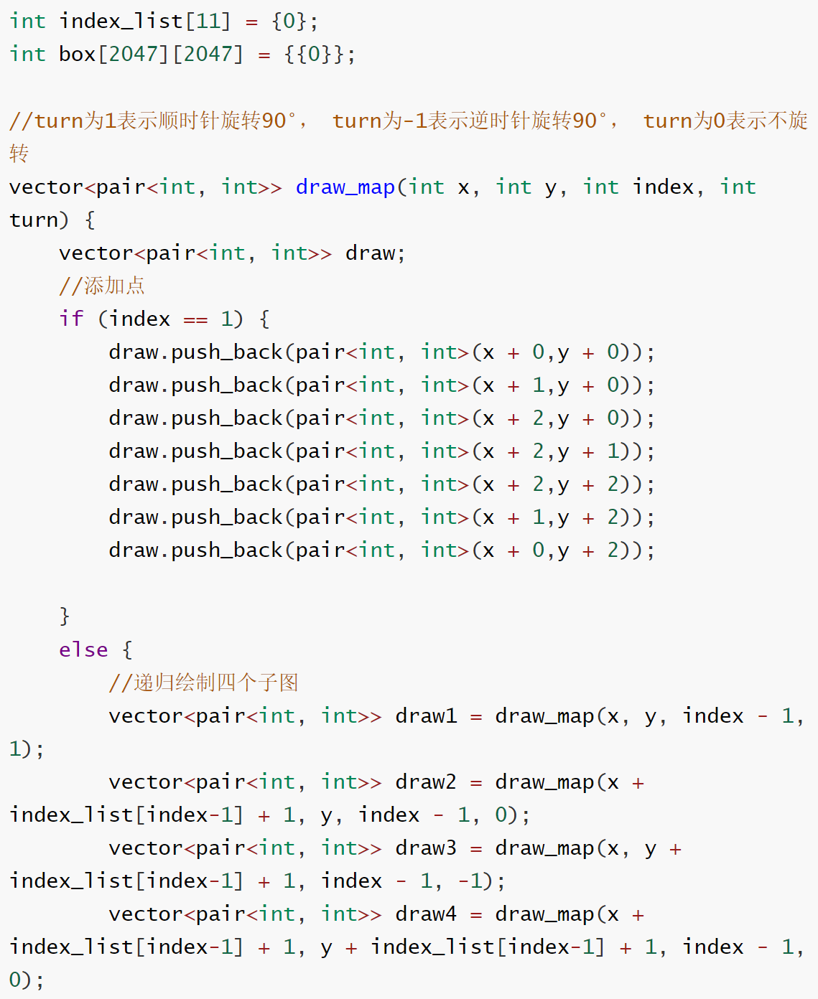 int index_list[11] = {0};
int box[2047][2047] = {{0}};

//turn为1表示顺时针旋转90°， turn为-1表示逆时针旋转90°， turn为0表示不旋
转
vector<pair<int, int>> draw_map(int x, int y, int index, int
turn) {
    vector<pair<int, int>> draw;
    //添加点
    if (index == 1) {
        draw.push_back(pair<int, int>(x + 0,y + 0));
        draw.push_back(pair<int, int>(x + 1,y + 0));
        draw.push_back(pair<int, int>(x + 2,y + 0));
        draw.push_back(pair<int, int>(x + 2,y + 1));
        draw.push_back(pair<int, int>(x + 2,y + 2));
        draw.push_back(pair<int, int>(x + 1,y + 2));
        draw.push_back(pair<int, int>(x + 0,y + 2));

    }
    else {
        //递归绘制四个子图
        vector<pair<int, int>> draw1 = draw_map(x, y, index - 1,
1);
        vector<pair<int, int>> draw2 = draw_map(x +
index_list[index-1] + 1, y, index - 1, 0);
        vector<pair<int, int>> draw3 = draw_map(x, y +
index_list[index-1] + 1, index - 1, -1);
        vector<pair<int, int>> draw4 = draw_map(x +
index_list[index-1] + 1, y + index_list[index-1] + 1, index - 1,
0);